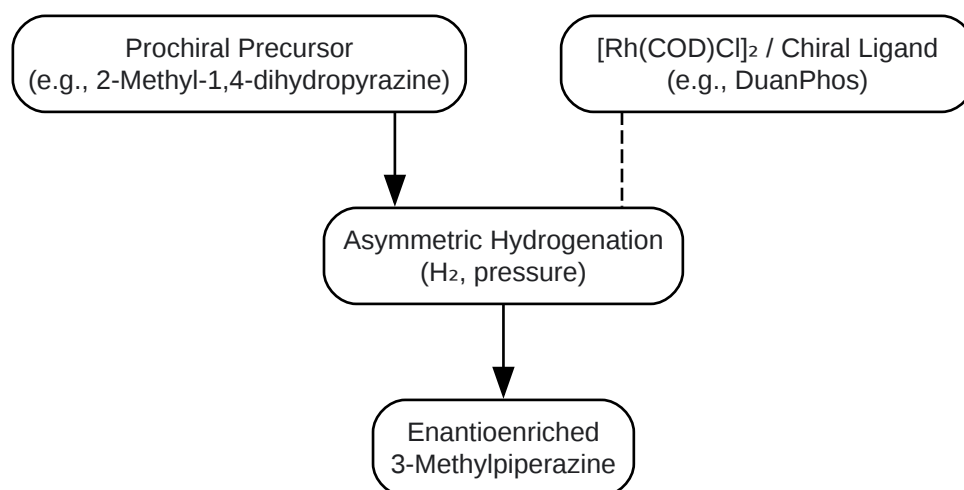 Prochiral Precursor
(e.g., 2-Methyl-1,4-dihydropyrazine)
[Rh(COD)Cl]₂ / Chiral Ligand
(e.g., DuanPhos)
Asymmetric Hydrogenation
(H₂, pressure)
Enantioenriched
3-Methylpiperazine